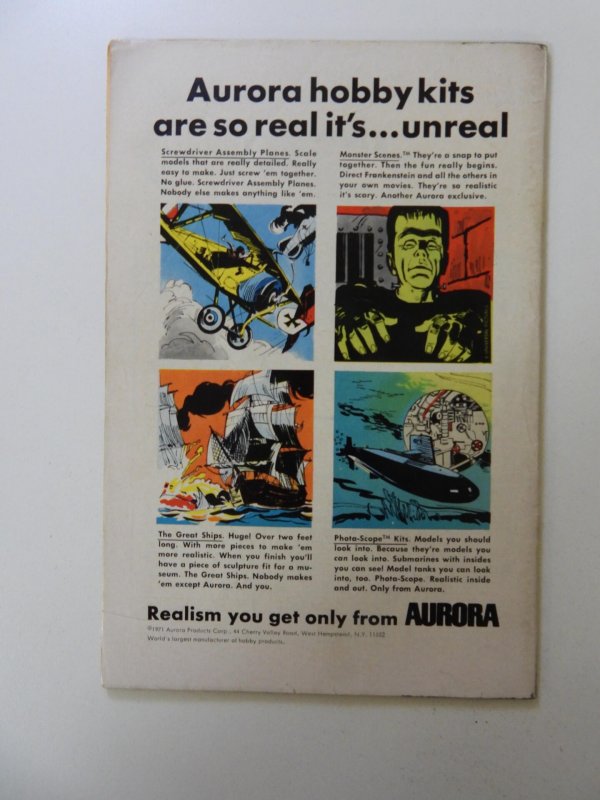 Aurora hobby kits
are so real it's...unreal
Screwdriver Assembly Planes. Scale
models that are really detailed. Really
easy to make. Just screw 'em together.
No glue. Screwdriver Assembly Planes.
Nobody else makes anything like 'em.
Monster Scenes.™ They're a snap to put
together. Then the fun really begins.
Direct Frankenstein and all the others in
your own movies. They're so realistic
it's scary. Another Aurora exclusive.
The Great Ships. Huge! Over two feet
long. With more pieces to make 'em
more realistic. When you finish you'll
have a piece of sculpture fit for a mu-
seum. The Great Ships. Nobody makes
'em except Aurora. And you.
Phota-Scope™ Kits. Models you should
look into. Because they're models you
can look into. Submarines with insides
you can see! Model tanks you can look
into, too. Phota-Scope. Realistic inside
and out. Only from Aurora.
Realism you get only from AURORA
©1971 Aurora Products Corp., 44 Cherry Valley Road, West Hempstead, N.Y. 11552
World's largest manufacturer of hobby products.